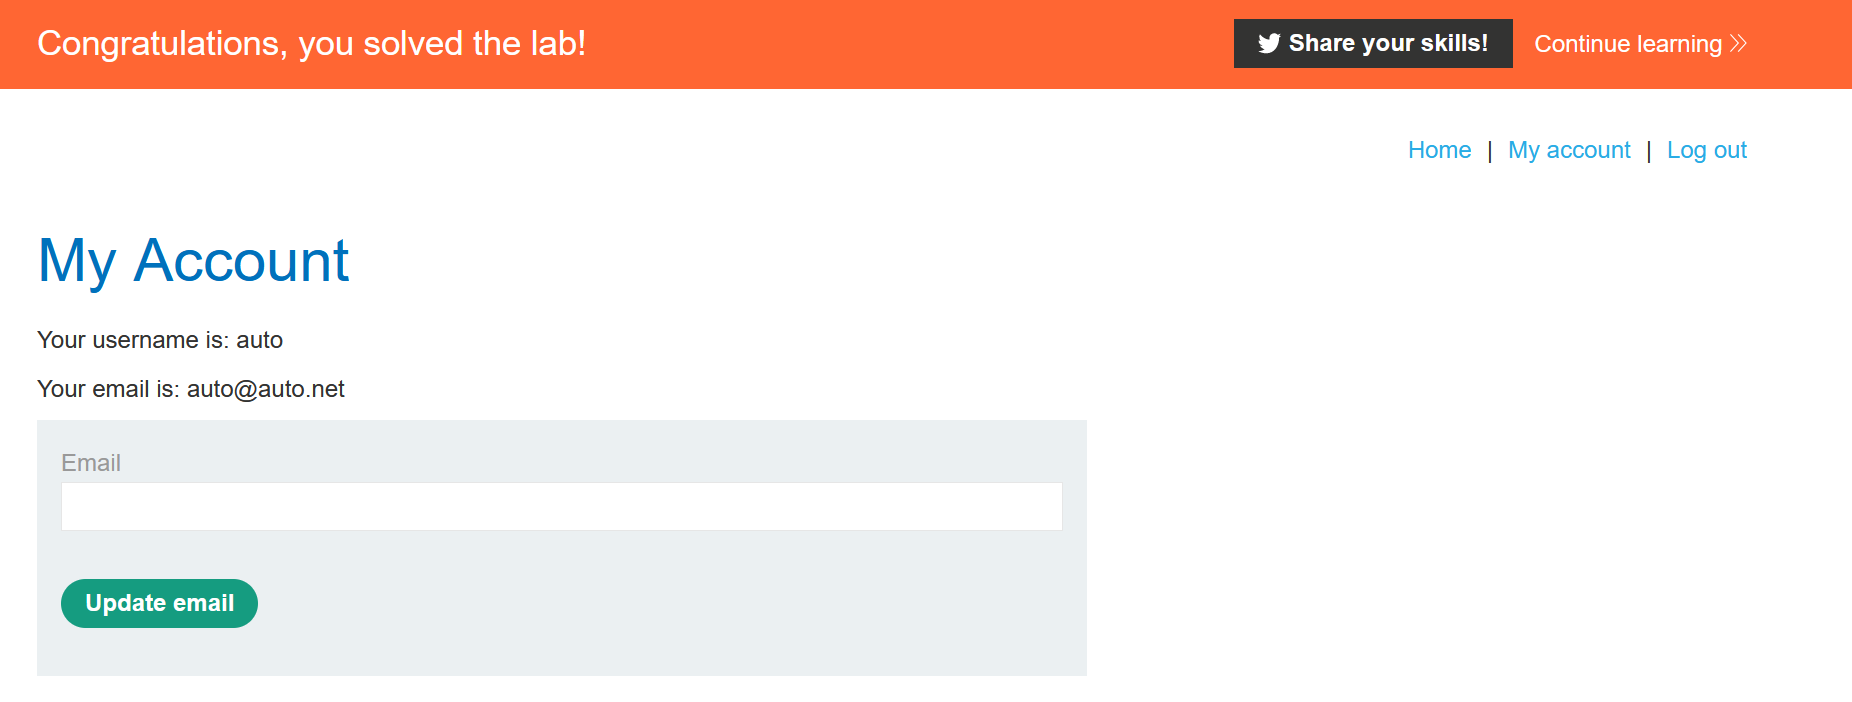 Congratulations, you solved the lab!
Share your skills!
Continue learning
Home | My account | Log out
My Account
Your username is: auto
Your email is: auto@auto.net
Email
Update email